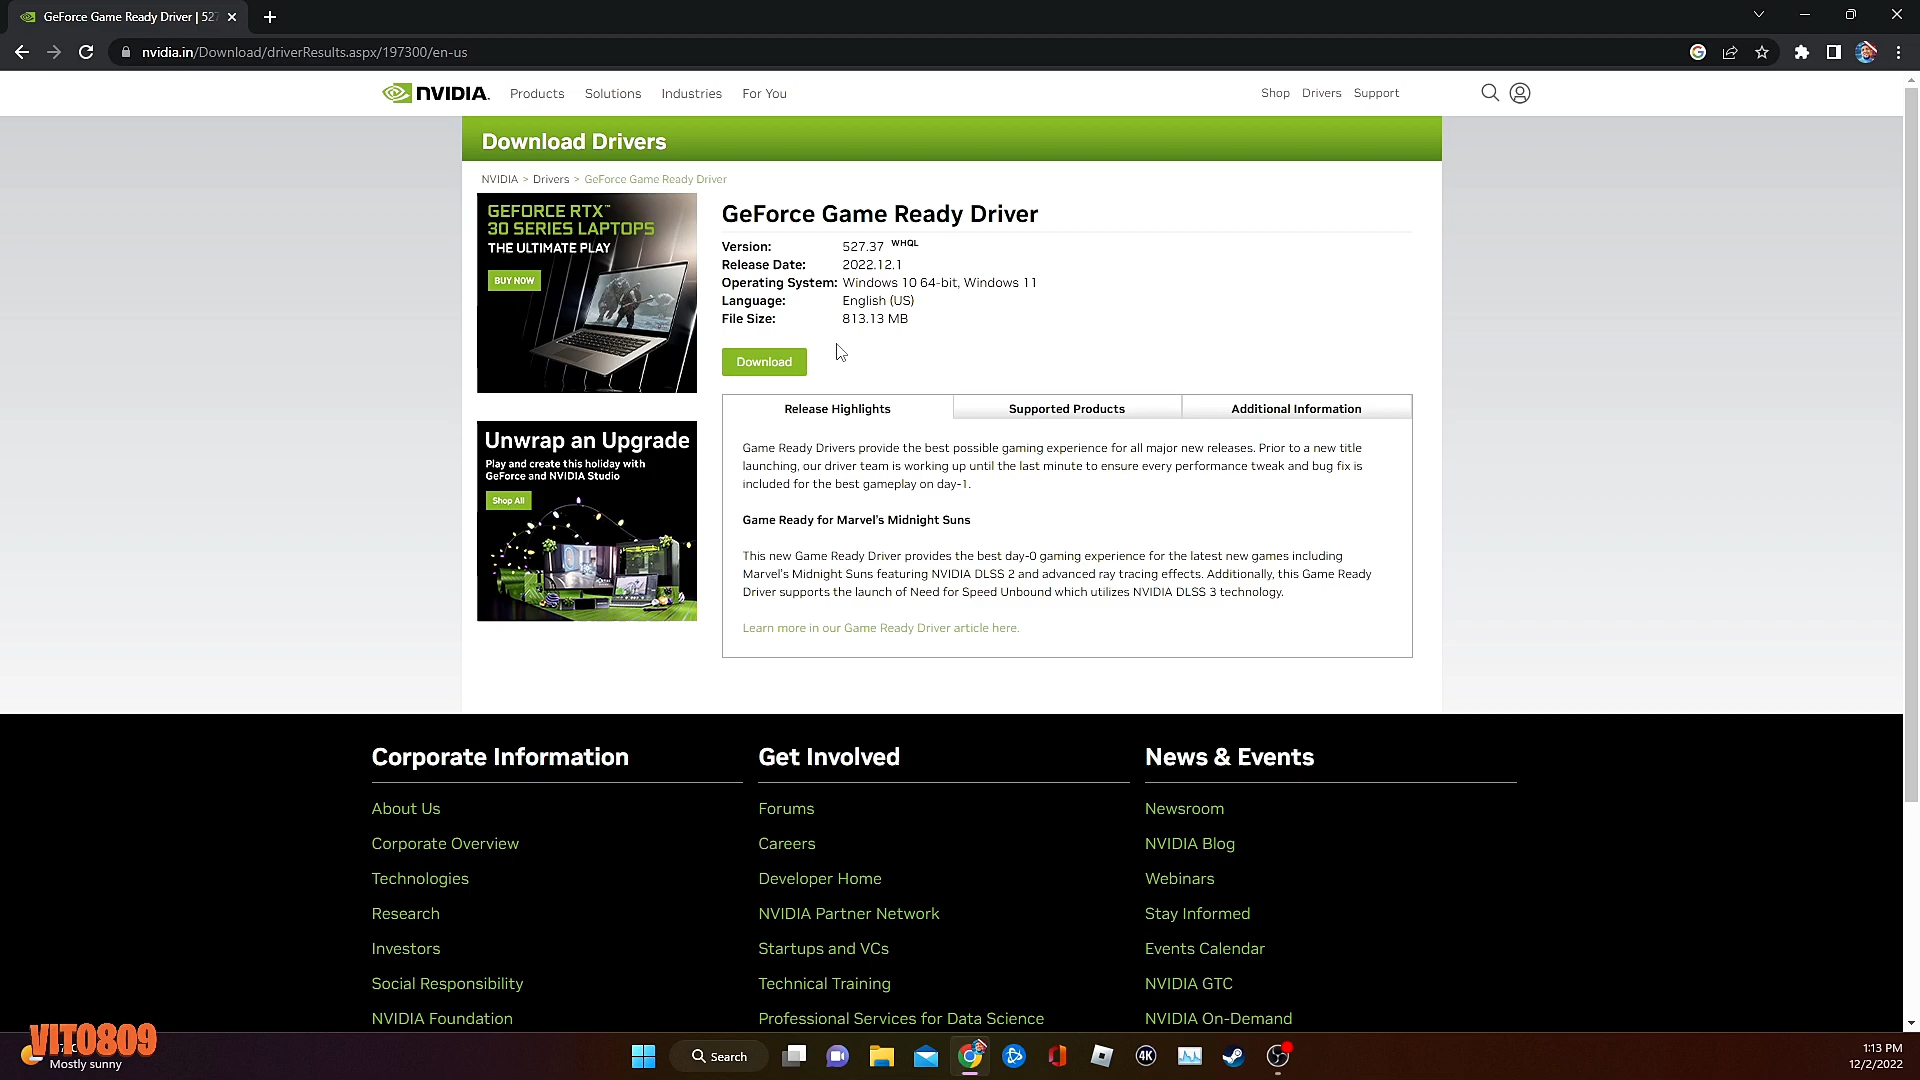 GeForce Game Ready Driver | 527
nvidia.in/Download/driverResults.aspx/197300/en-us
NVIDIA.
Products
Solutions
Industries
For You
Shop
Drivers
Support
Download Drivers
NVIDIA > Drivers > GeForce Game Ready Driver
GEFORCE RTX™
30 SERIES LAPTOPS
THE ULTIMATE PLAY
BUY NOW
Unwrap an Upgrade
Play and create this holiday with
GeForce and NVIDIA Studio
Shop All
GeForce Game Ready Driver
Version: 527.37 WHQL
Release Date: 2022.12.1
Operating System: Windows 10 64-bit, Windows 11
Language: English (US)
File Size: 813.13 MB
Download
Release Highlights
Supported Products
Additional Information
Game Ready Drivers provide the best possible gaming experience for all major new releases. Prior to a new title
launching, our driver team is working up until the last minute to ensure every performance tweak and bug fix is
included for the best gameplay on day-1.
Game Ready for Marvel's Midnight Suns
This new Game Ready Driver provides the best day-0 gaming experience for the latest new games including
Marvel's Midnight Suns featuring NVIDIA DLSS 2 and advanced ray tracing effects. Additionally, this Game Ready
Driver supports the launch of Need for Speed Unbound which utilizes NVIDIA DLSS 3 technology.
Learn more in our Game Ready Driver article here.
Corporate Information
About Us
Corporate Overview
Technologies
Research
Investors
Social Responsibility
NVIDIA Foundation
Get Involved
Forums
Careers
Developer Home
NVIDIA Partner Network
Startups and VCs
Technical Training
Professional Services for Data Science
News & Events
Newsroom
NVIDIA Blog
Webinars
Stay Informed
Events Calendar
NVIDIA GTC
NVIDIA On-Demand
VITO809
Mostly sunny
Search
4K
1:13 PM
12/2/2022